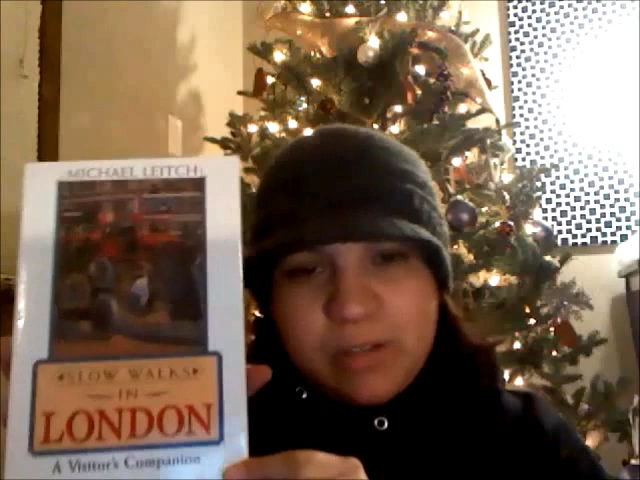 MICHAEL LEITCH
SLOW WALKS
IN
LONDON
A Visitor's Companion